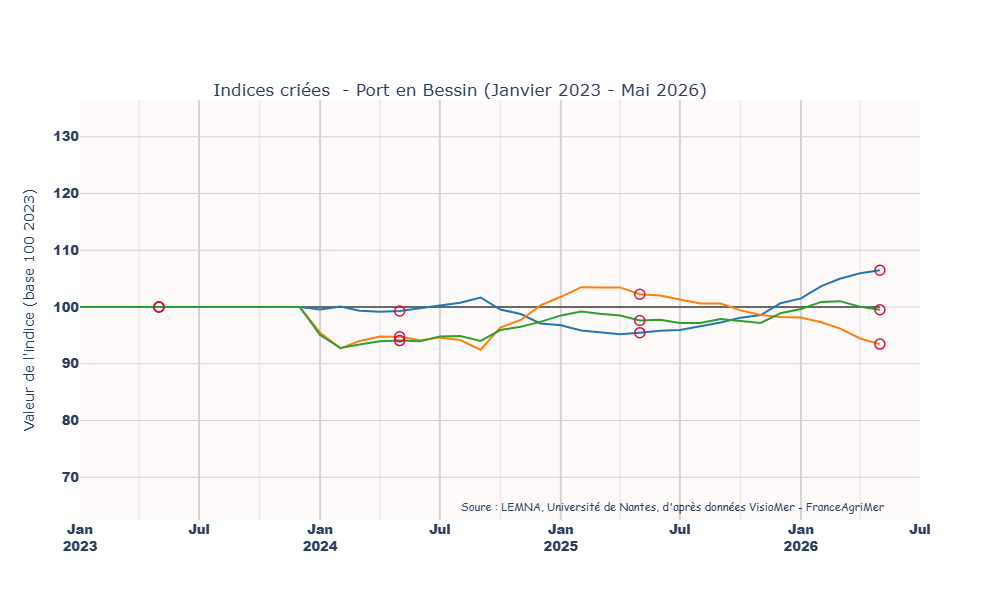 Indices criées  - Port en Bessin (Janvier 2023 - Mai 2026)
Valeur de l'indice (base 100 2023)
130
120
110
100
90
80
70
Soure : LEMNA, Université de Nantes, d'après données VisioMer - FranceAgriMer
Jan Jul Jan Jul Jan Jul Jan Jul
2023 2024 2025 2026